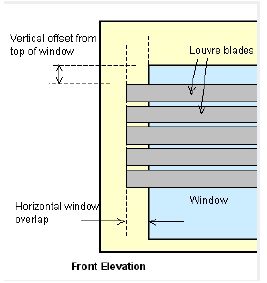 Vertical offset from
top of window
Louvre blades
Horizontal window
overlap
Window
Front Elevation